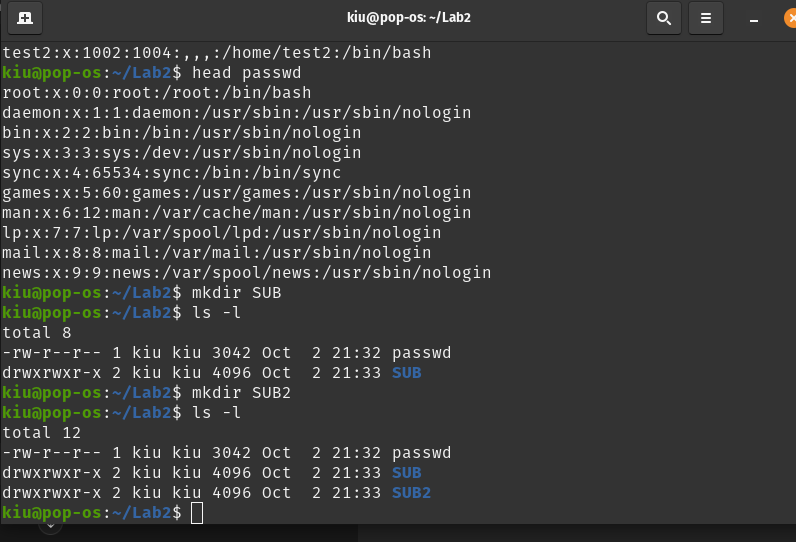 kiu@pop-os: ~/Lab2
test2:x:1002:1004:,,,:/home/test2:/bin/bash
kiu@pop-os:~/Lab2$ head passwd
root:x:0:0:root:/root:/bin/bash
daemon:x:1:1:daemon:/usr/sbin:/usr/sbin/nologin
bin:x:2:2:bin:/bin:/usr/sbin/nologin
sys:x:3:3:sys:/dev:/usr/sbin/nologin
sync:x:4:65534:sync:/bin:/bin/sync
games:x:5:60:games:/usr/games:/usr/sbin/nologin
man:x:6:12:man:/var/cache/man:/usr/sbin/nologin
lp:x:7:7:lp:/var/spool/lpd:/usr/sbin/nologin
mail:x:8:8:mail:/var/mail:/usr/sbin/nologin
news:x:9:9:news:/var/spool/news:/usr/sbin/nologin
kiu@pop-os:~/Lab2$ mkdir SUB
kiu@pop-os:~/Lab2$ ls -l
total 8
-rw-r--r-- 1 kiu kiu 3042 Oct  2 21:32 passwd
drwxrwxr-x 2 kiu kiu 4096 Oct  2 21:33 SUB
kiu@pop-os:~/Lab2$ mkdir SUB2
kiu@pop-os:~/Lab2$ ls -l
total 12
-rw-r--r-- 1 kiu kiu 3042 Oct  2 21:32 passwd
drwxrwxr-x 2 kiu kiu 4096 Oct  2 21:33 SUB
drwxrwxr-x 2 kiu kiu 4096 Oct  2 21:33 SUB2
kiu@pop-os:~/Lab2$